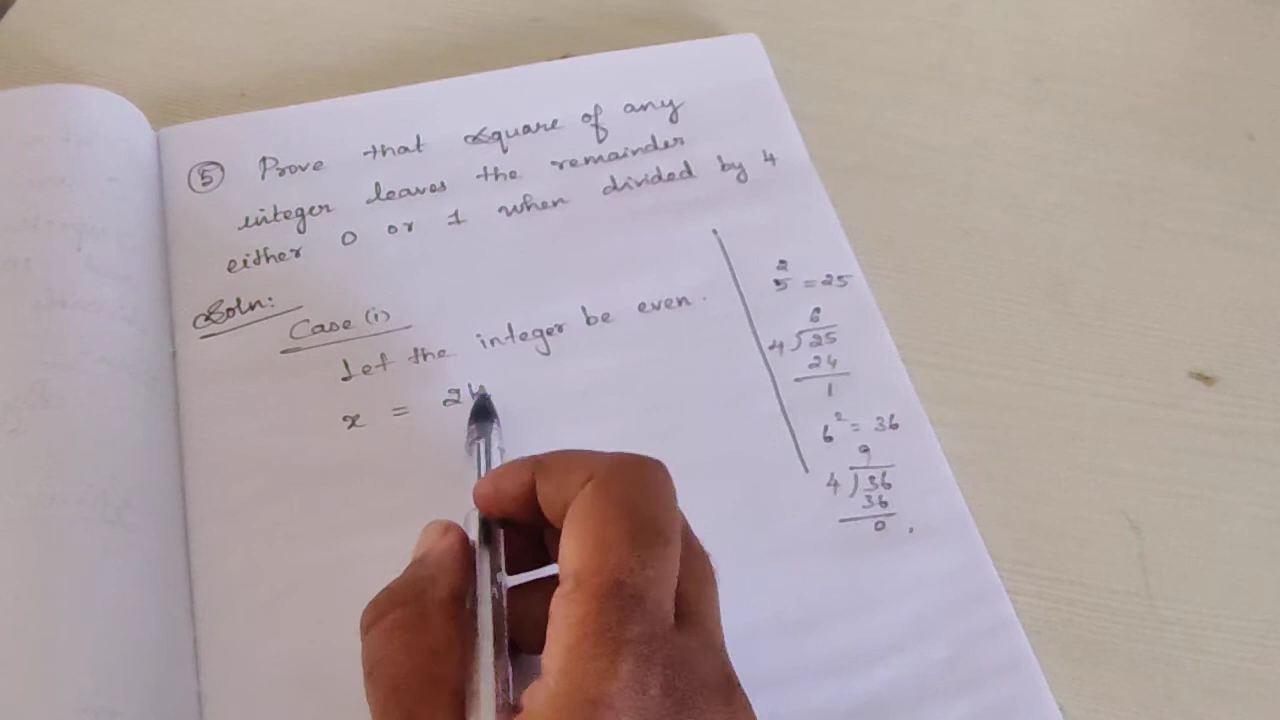 5 Prove that square of any
integer leaves the remainder
either 0 or 1 when divided by 4
Soln:
Case (i)
Let the integer be even.
x = 2
5² = 25
6
4)25
24
1
6² = 36
9
4)36
36
0.